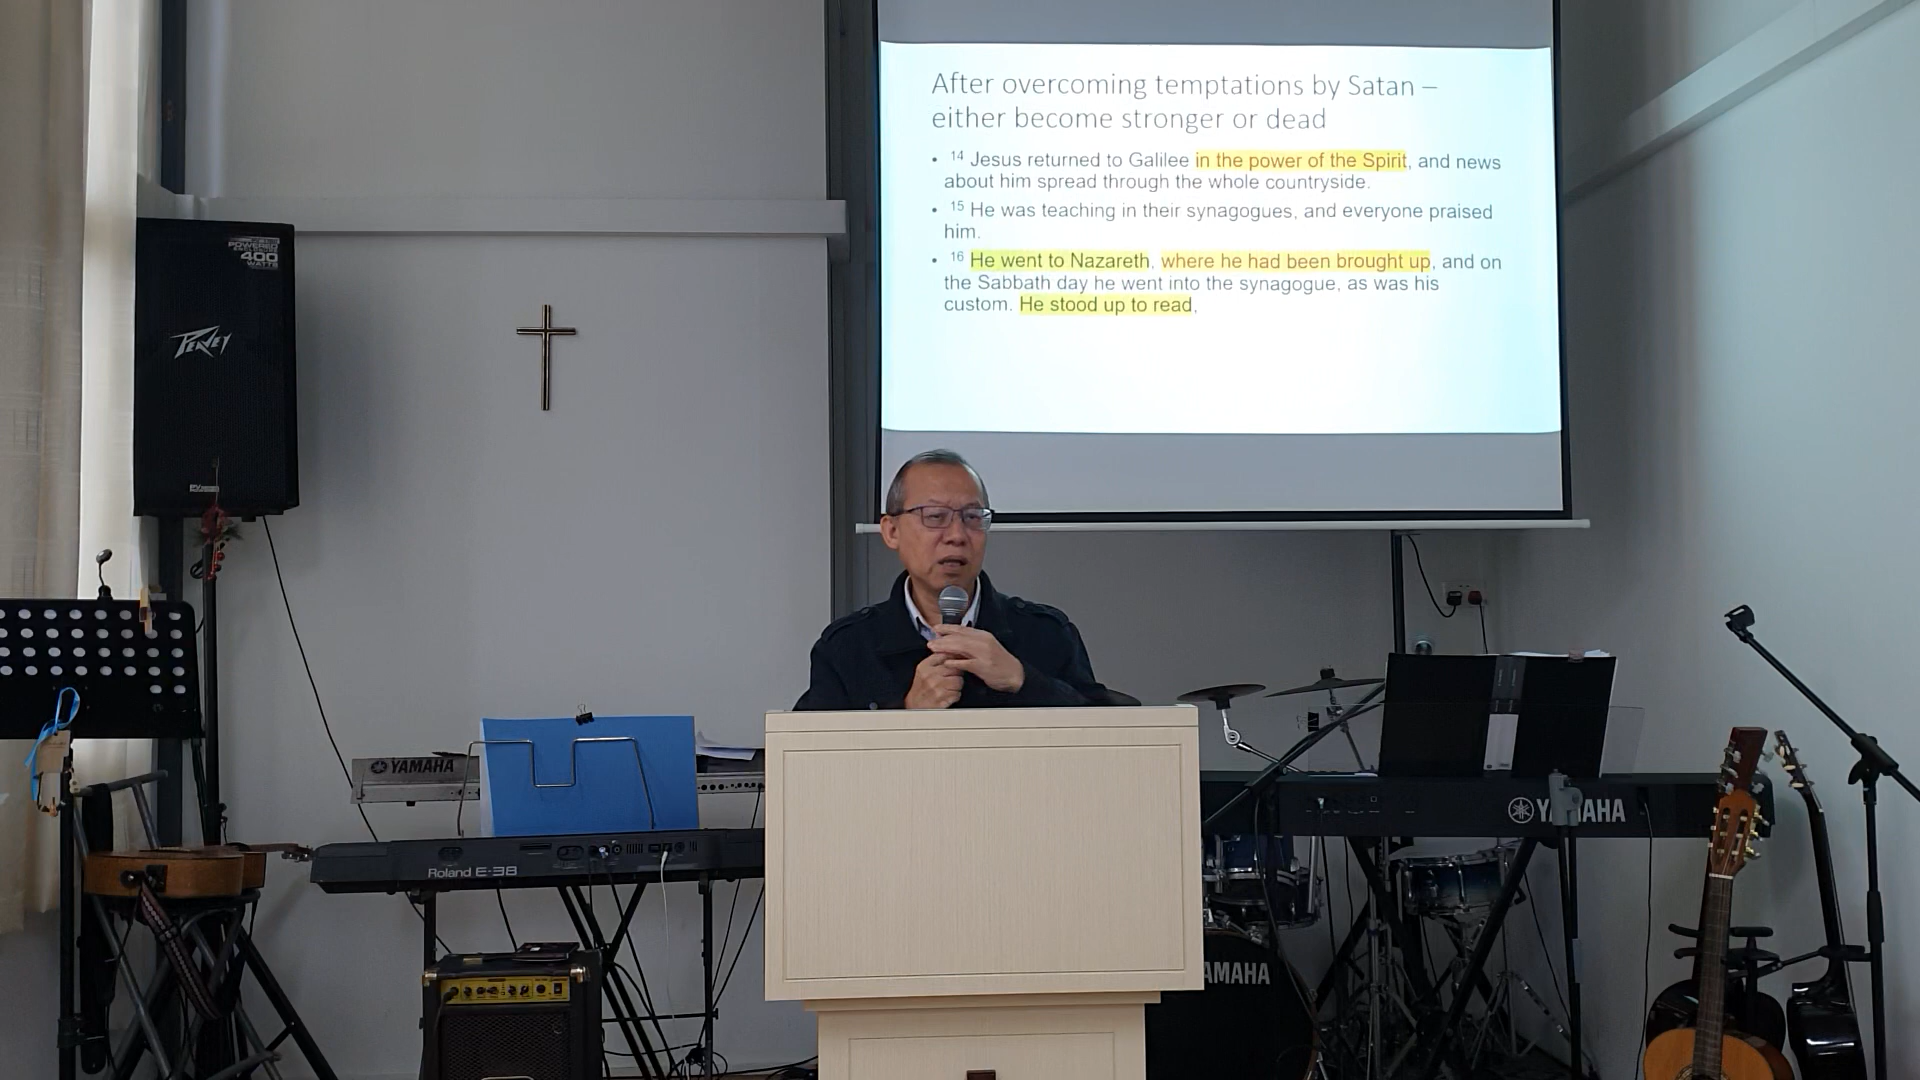 After overcoming temptations by Satan –
either become stronger or dead
• 14 Jesus returned to Galilee in the power of the Spirit, and news
about him spread through the whole countryside.
• 15 He was teaching in their synagogues, and everyone praised
him.
• 16 He went to Nazareth, where he had been brought up, and on
the Sabbath day he went into the synagogue, as was his
custom. He stood up to read,
POWERED
ENCLOSURE
400
WATTS
PEAVEY
YAMAHA
YAMAHA
Roland E-38
AMAHA